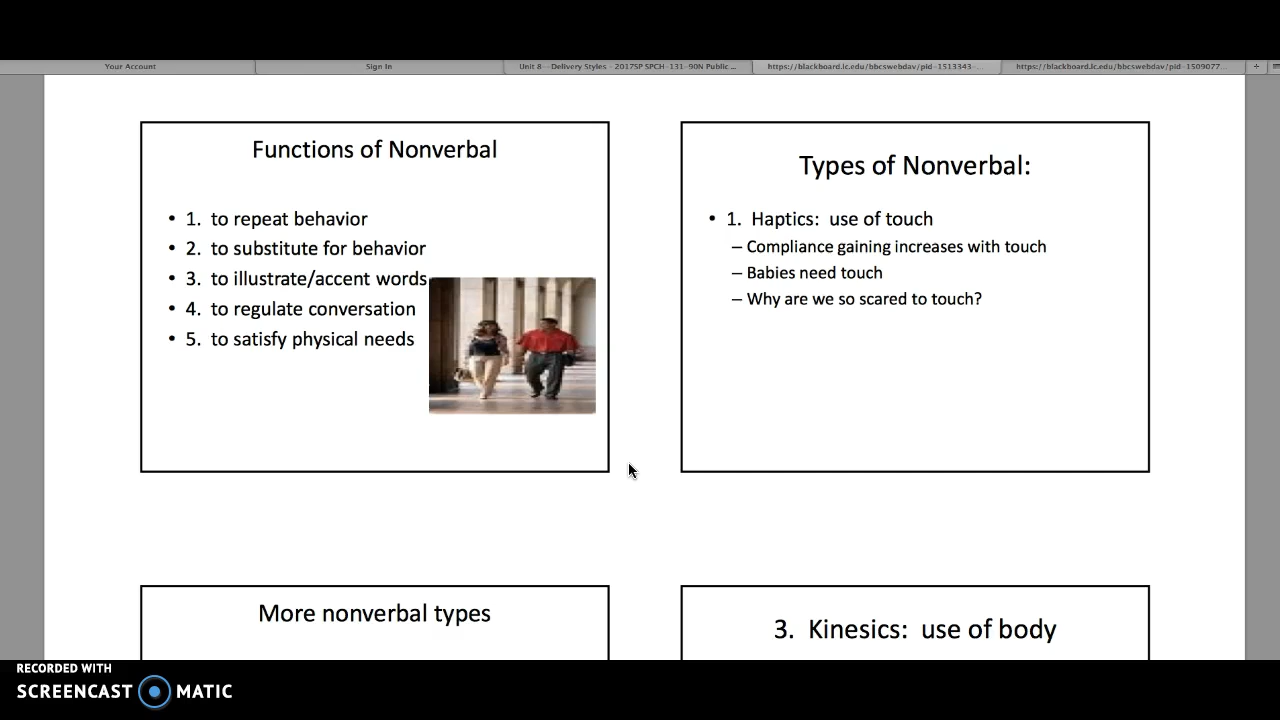 Your Account
Sign In
Unit 8 - Delivery Styles - 2017SP SPCH-131-90N Public ...
https://blackboard.lc.edu/bbcswebdav/pid-1513343-...
https://blackboard.lc.edu/bbcswebdav/pid-1509077...
+
Functions of Nonverbal
• 1. to repeat behavior
• 2. to substitute for behavior
• 3. to illustrate/accent words
• 4. to regulate conversation
• 5. to satisfy physical needs
Types of Nonverbal:
• 1. Haptics: use of touch
– Compliance gaining increases with touch
– Babies need touch
– Why are we so scared to touch?
More nonverbal types
3. Kinesics: use of body
RECORDED WITH
SCREENCAST MATIC